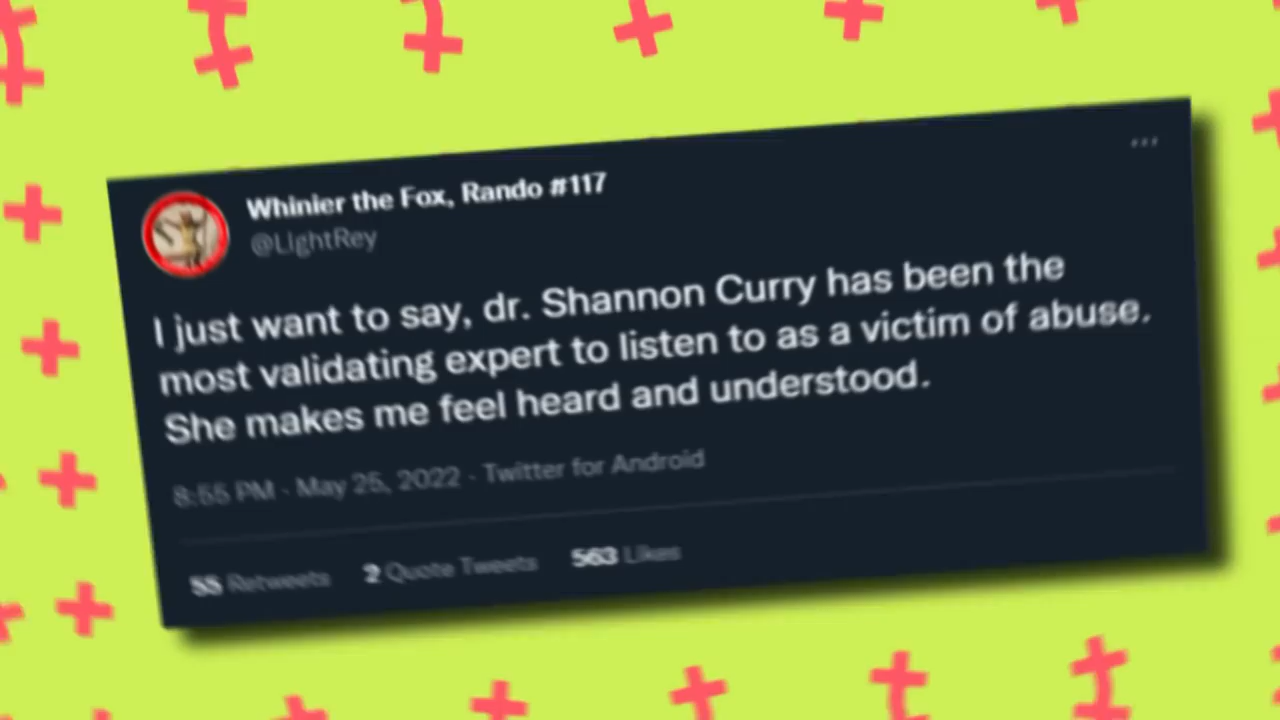 Whinier the Fox, Rando #117
@LightRey
I just want to say, dr. Shannon Curry has been the
most validating expert to listen to as a victim of abuse.
She makes me feel heard and understood.
8:55 PM · May 25, 2022 · Twitter for Android
55 Retweets 2 Quote Tweets 563 Likes